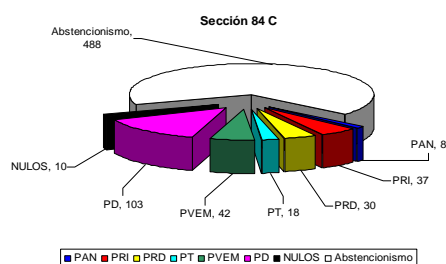 Sección 84 C
Abstencionismo,
488
PAN, 8
NULOS, 10
PRI, 37
PD, 103
PVEM, 42
PT, 18
PRD, 30
PAN PRI PRD PT PVEM PD NULOS Abstencionismo